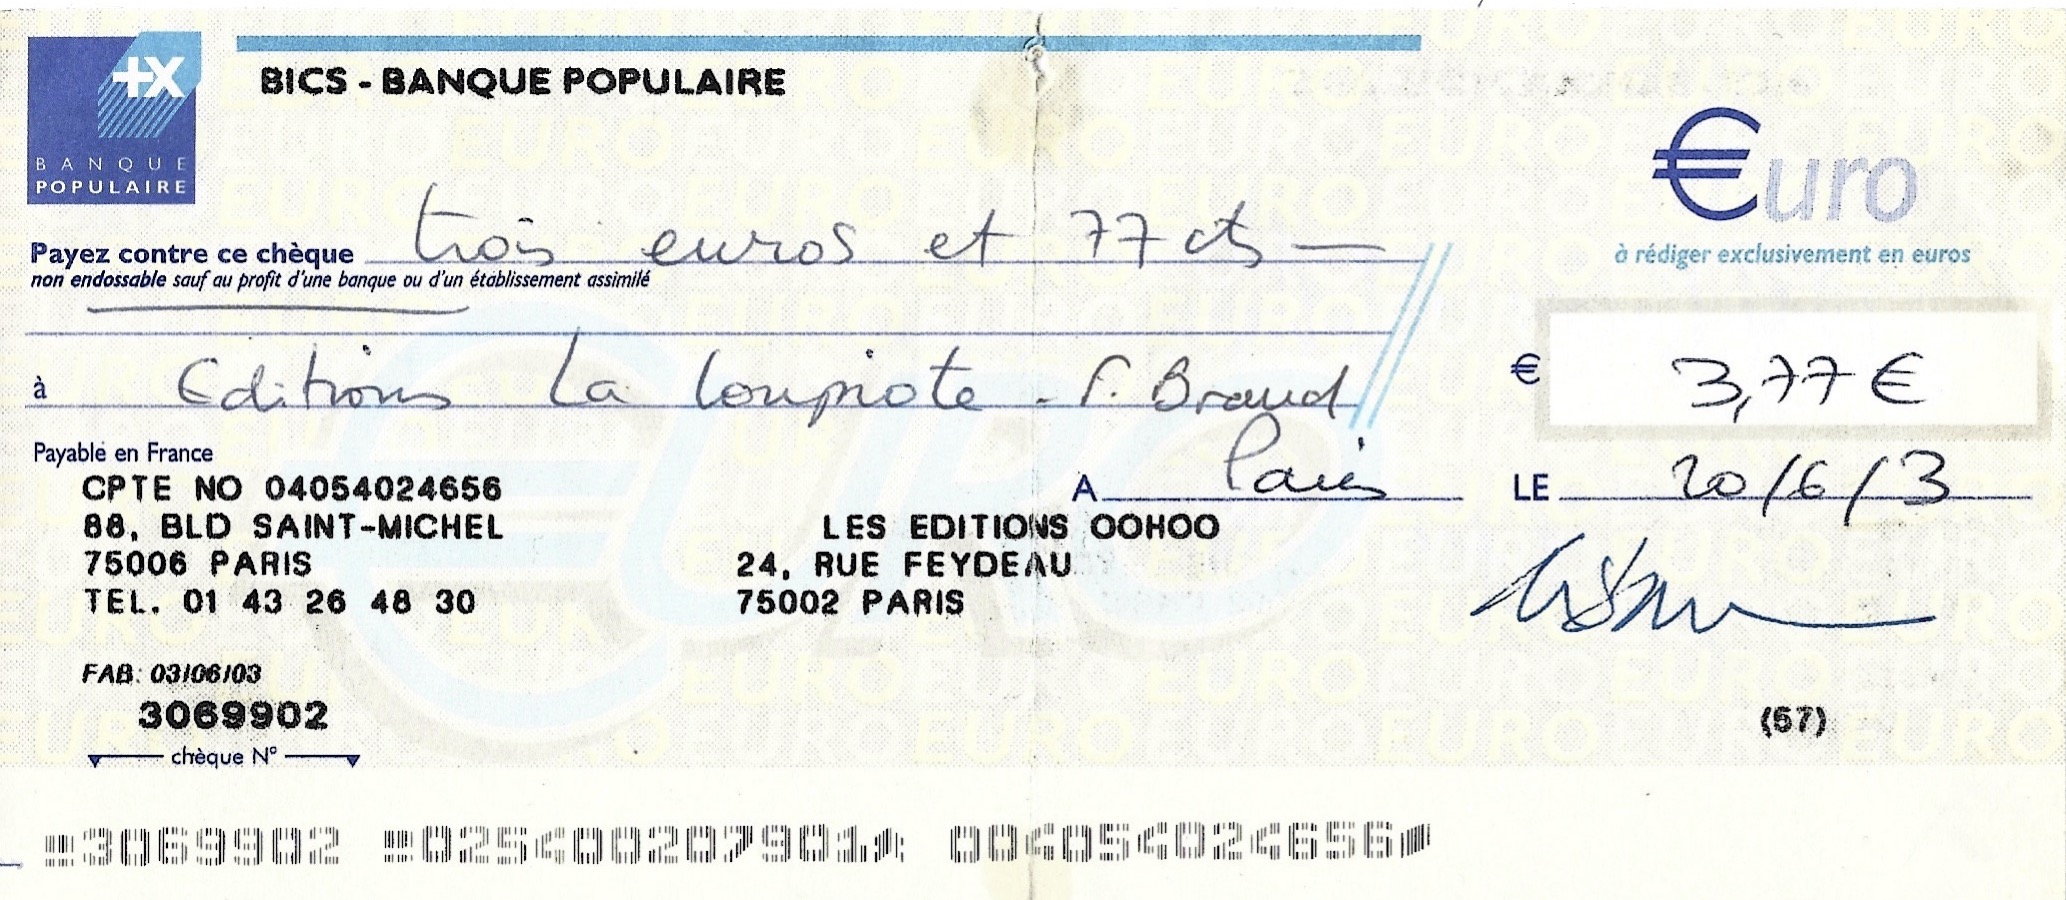 +X
BANQUE
POPULAIRE
BICS - BANQUE POPULAIRE
€uro
à rédiger exclusivement en euros
Payez contre ce chèque trois euros et 77 cts
non endossable sauf au profit d'une banque ou d'un établissement assimilé
à Editions La Loupiote - F. Braud
€ 3,77 €
Payable en France
A Paris
LE 20/6/3
CPTE NO 04054024656
88, BLD SAINT-MICHEL
75006 PARIS
TEL. 01 43 26 48 30
LES EDITIONS OOHOO
24, RUE FEYDEAU
75002 PARIS
FAB: 03/06/03
3069902
chèque N°
(57)
3069902 025400207901 004054024656